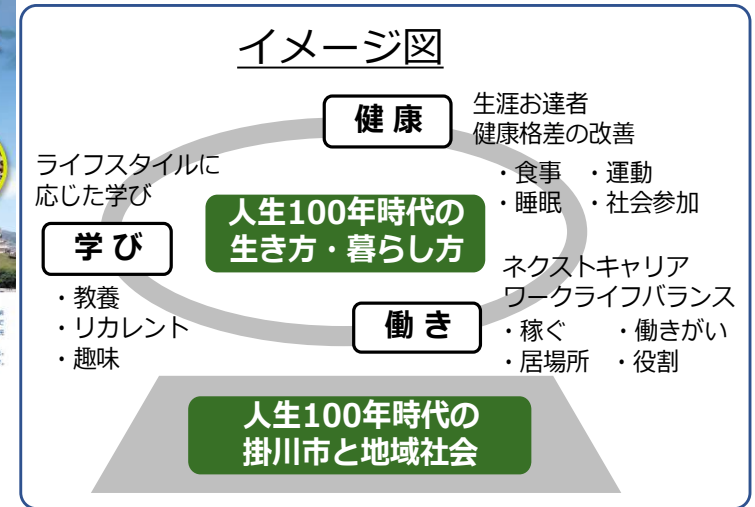 イメージ図
健 康
生涯お達者
健康格差の改善
・食事 ・運動
・睡眠 ・社会参加
ライフスタイルに
応じた学び
学 び
・教養
・リカレント
・趣味
人生100年時代の
生き方・暮らし方
ネクストキャリア
ワークライフバランス
働 き
・稼ぐ ・働きがい
・居場所 ・役割
人生100年時代の
掛川市と地域社会